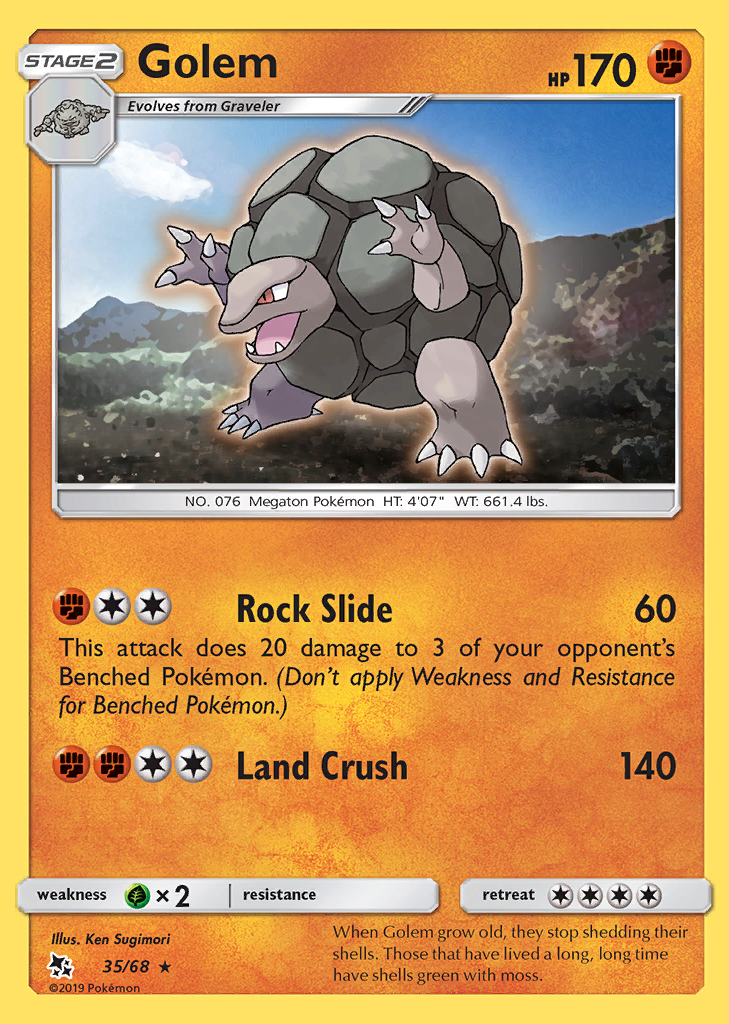 STAGE2
Golem
HP 170
Evolves from Graveler
NO. 076 Megaton Pokémon HT: 4'07" WT: 661.4 lbs.
Rock Slide 60
This attack does 20 damage to 3 of your opponent's
Benched Pokémon. (Don't apply Weakness and Resistance
for Benched Pokémon.)
Land Crush 140
weakness ×2 resistance retreat
Illus. Ken Sugimori
35/68 ★
©2019 Pokémon
When Golem grow old, they stop shedding their
shells. Those that have lived a long, long time
have shells green with moss.